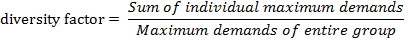 diversity factor = Sum of individual maximum demands / Maximum demands of entire group